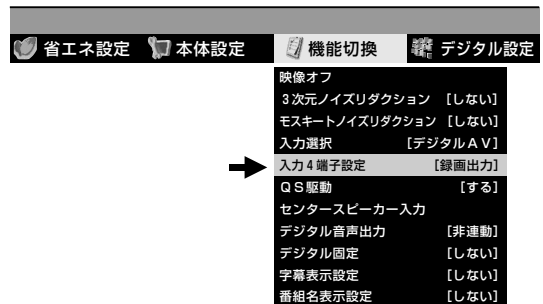 省エネ設定 本体設定 機能切換 デジタル設定
映像オフ
3次元ノイズリダクション [しない]
モスキートノイズリダクション [しない]
入力選択 [デジタルAV]
入力4端子設定 [録画出力]
QS駆動 [する]
センタースピーカー入力
デジタル音声出力 [非連動]
デジタル固定 [しない]
字幕表示設定 [しない]
番組名表示設定 [しない]